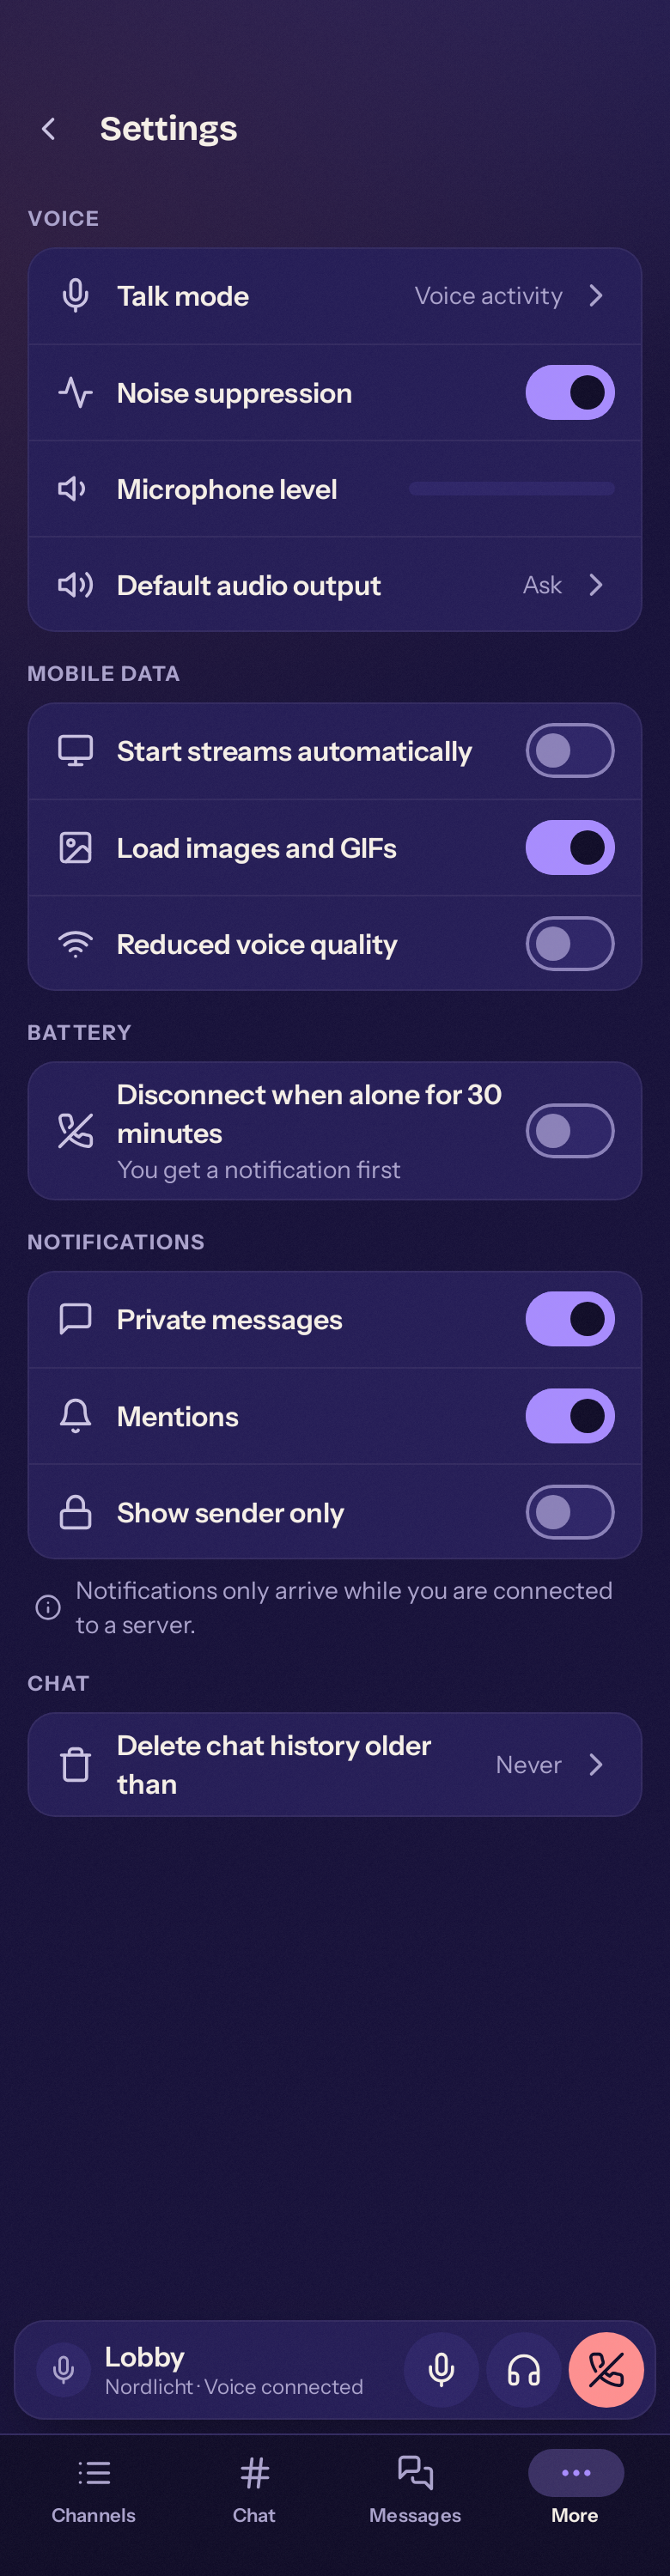 Settings
VOICE
Talk mode
Voice activity
Noise suppression
Microphone level
Default audio output
Ask
MOBILE DATA
Start streams automatically
Load images and GIFs
Reduced voice quality
BATTERY
Disconnect when alone for 30
minutes
You get a notification first
NOTIFICATIONS
Private messages
Mentions
Show sender only
Notifications only arrive while you are connected
to a server.
CHAT
Delete chat history older
than
Never
Lobby
Nordlicht · Voice connected
Channels
Chat
Messages
More